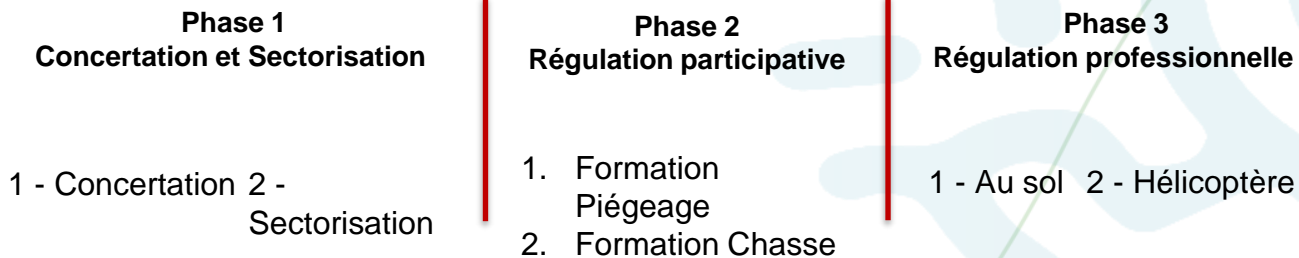 Phase 1
Concertation et Sectorisation
1 - Concertation 2 -
Sectorisation
Phase 2
Régulation participative
1. Formation
Piégeage
2. Formation Chasse
Phase 3
Régulation professionnelle
1 - Au sol 2 - Hélicoptère